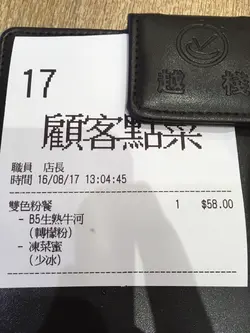 越棧
17
顧客點菜
職員 店長
時間 16/08/17 13:04:45
雙色粉餐 1 $58.00
- B5生熟牛河
(轉檬粉)
- 凍菜蜜
(少冰)